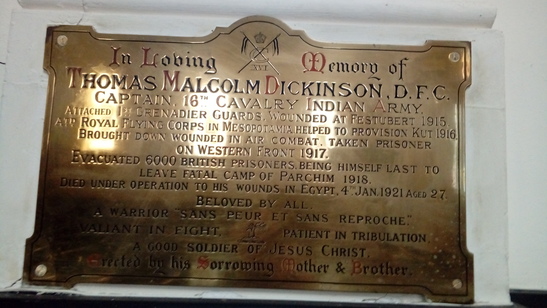 XVI
In Loving Memory of
THOMAS MALCOLM DICKINSON, D.F.C.
CAPTAIN, 16TH CAVALRY INDIAN ARMY.
ATTACHED 1ST GRENADIER GUARDS, WOUNDED AT FESTUBERT 1915
AND ROYAL FLYING CORPS IN MESOPOTAMIA. HELPED TO PROVISION KUT 1916.
BROUGHT DOWN WOUNDED IN AIR COMBAT, TAKEN PRISONER
ON WESTERN FRONT 1917.
EVACUATED 6000 BRITISH PRISONERS, BEING HIMSELF LAST TO
LEAVE FATAL CAMP OF PARCHIM 1918.
DIED UNDER OPERATION TO HIS WOUNDS IN EGYPT, 4TH JAN. 1921 AGED 27.
BELOVED BY ALL.
A WARRIOR "SANS PEUR ET SANS REPROCHE."
VALIANT IN FIGHT, PATIENT IN TRIBULATION
A GOOD SOLDIER OF JESUS CHRIST.
Erected by his Sorrowing Mother & Brother.